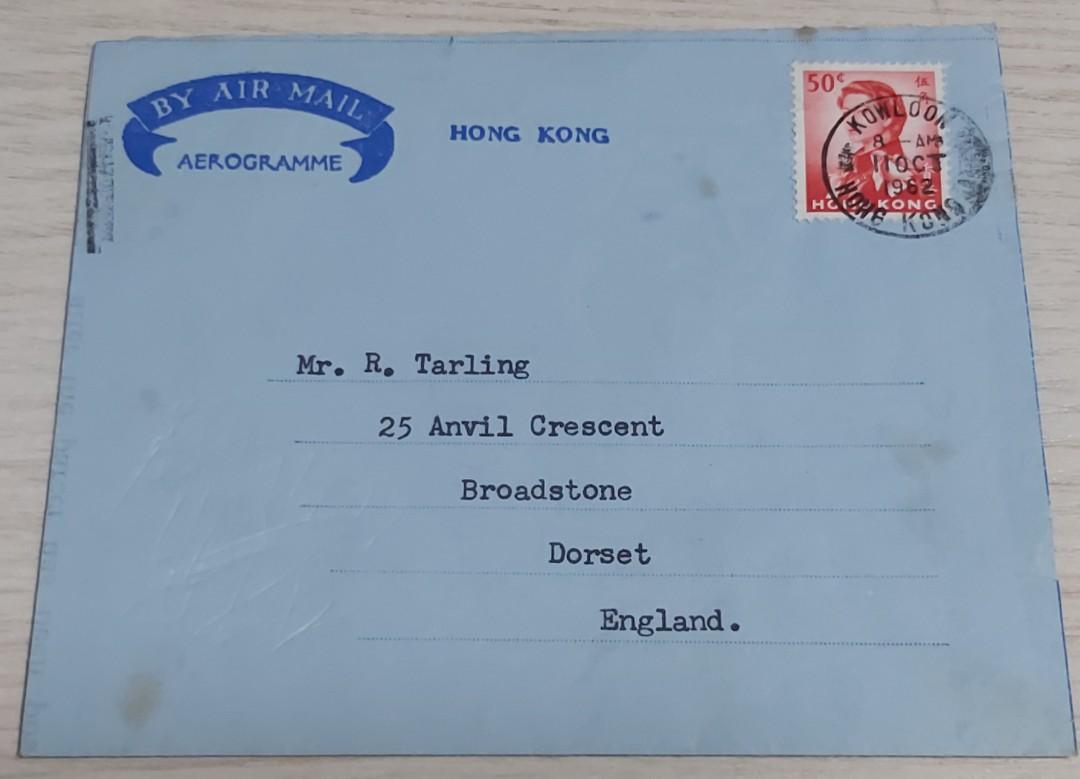 BY AIR MAIL
AEROGRAMME
HONG KONG
50¢
伍
HONG KONG
KOWLOON
8 - AM
11 OCT
1962
HONG KONG
Mr. R. Tarling
25 Anvil Crescent
Broadstone
Dorset
England.